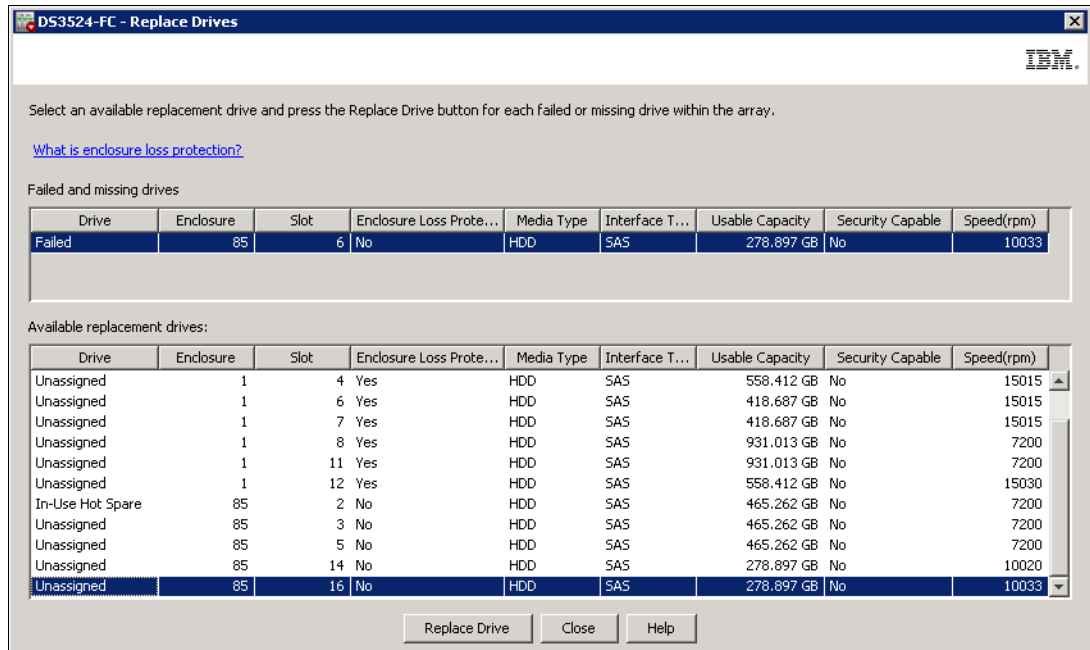 DS3524-FC - Replace Drives
IBM.
Select an available replacement drive and press the Replace Drive button for each failed or missing drive within the array.
What is enclosure loss protection?
Failed and missing drives
Drive Enclosure Slot Enclosure Loss Prote... Media Type Interface T... Usable Capacity Security Capable Speed(rpm)
Failed 85 6 No HDD SAS 278.897 GB No 10033
Available replacement drives:
Drive Enclosure Slot Enclosure Loss Prote... Media Type Interface T... Usable Capacity Security Capable Speed(rpm)
Unassigned 1 4 Yes HDD SAS 558.412 GB No 15015
Unassigned 1 6 Yes HDD SAS 418.687 GB No 15015
Unassigned 1 7 Yes HDD SAS 418.687 GB No 15015
Unassigned 1 8 Yes HDD SAS 931.013 GB No 7200
Unassigned 1 11 Yes HDD SAS 931.013 GB No 7200
Unassigned 1 12 Yes HDD SAS 558.412 GB No 15030
In-Use Hot Spare 85 2 No HDD SAS 465.262 GB No 7200
Unassigned 85 3 No HDD SAS 465.262 GB No 7200
Unassigned 85 5 No HDD SAS 465.262 GB No 7200
Unassigned 85 14 No HDD SAS 278.897 GB No 10020
Unassigned 85 16 No HDD SAS 278.897 GB No 10033
Replace Drive Close Help